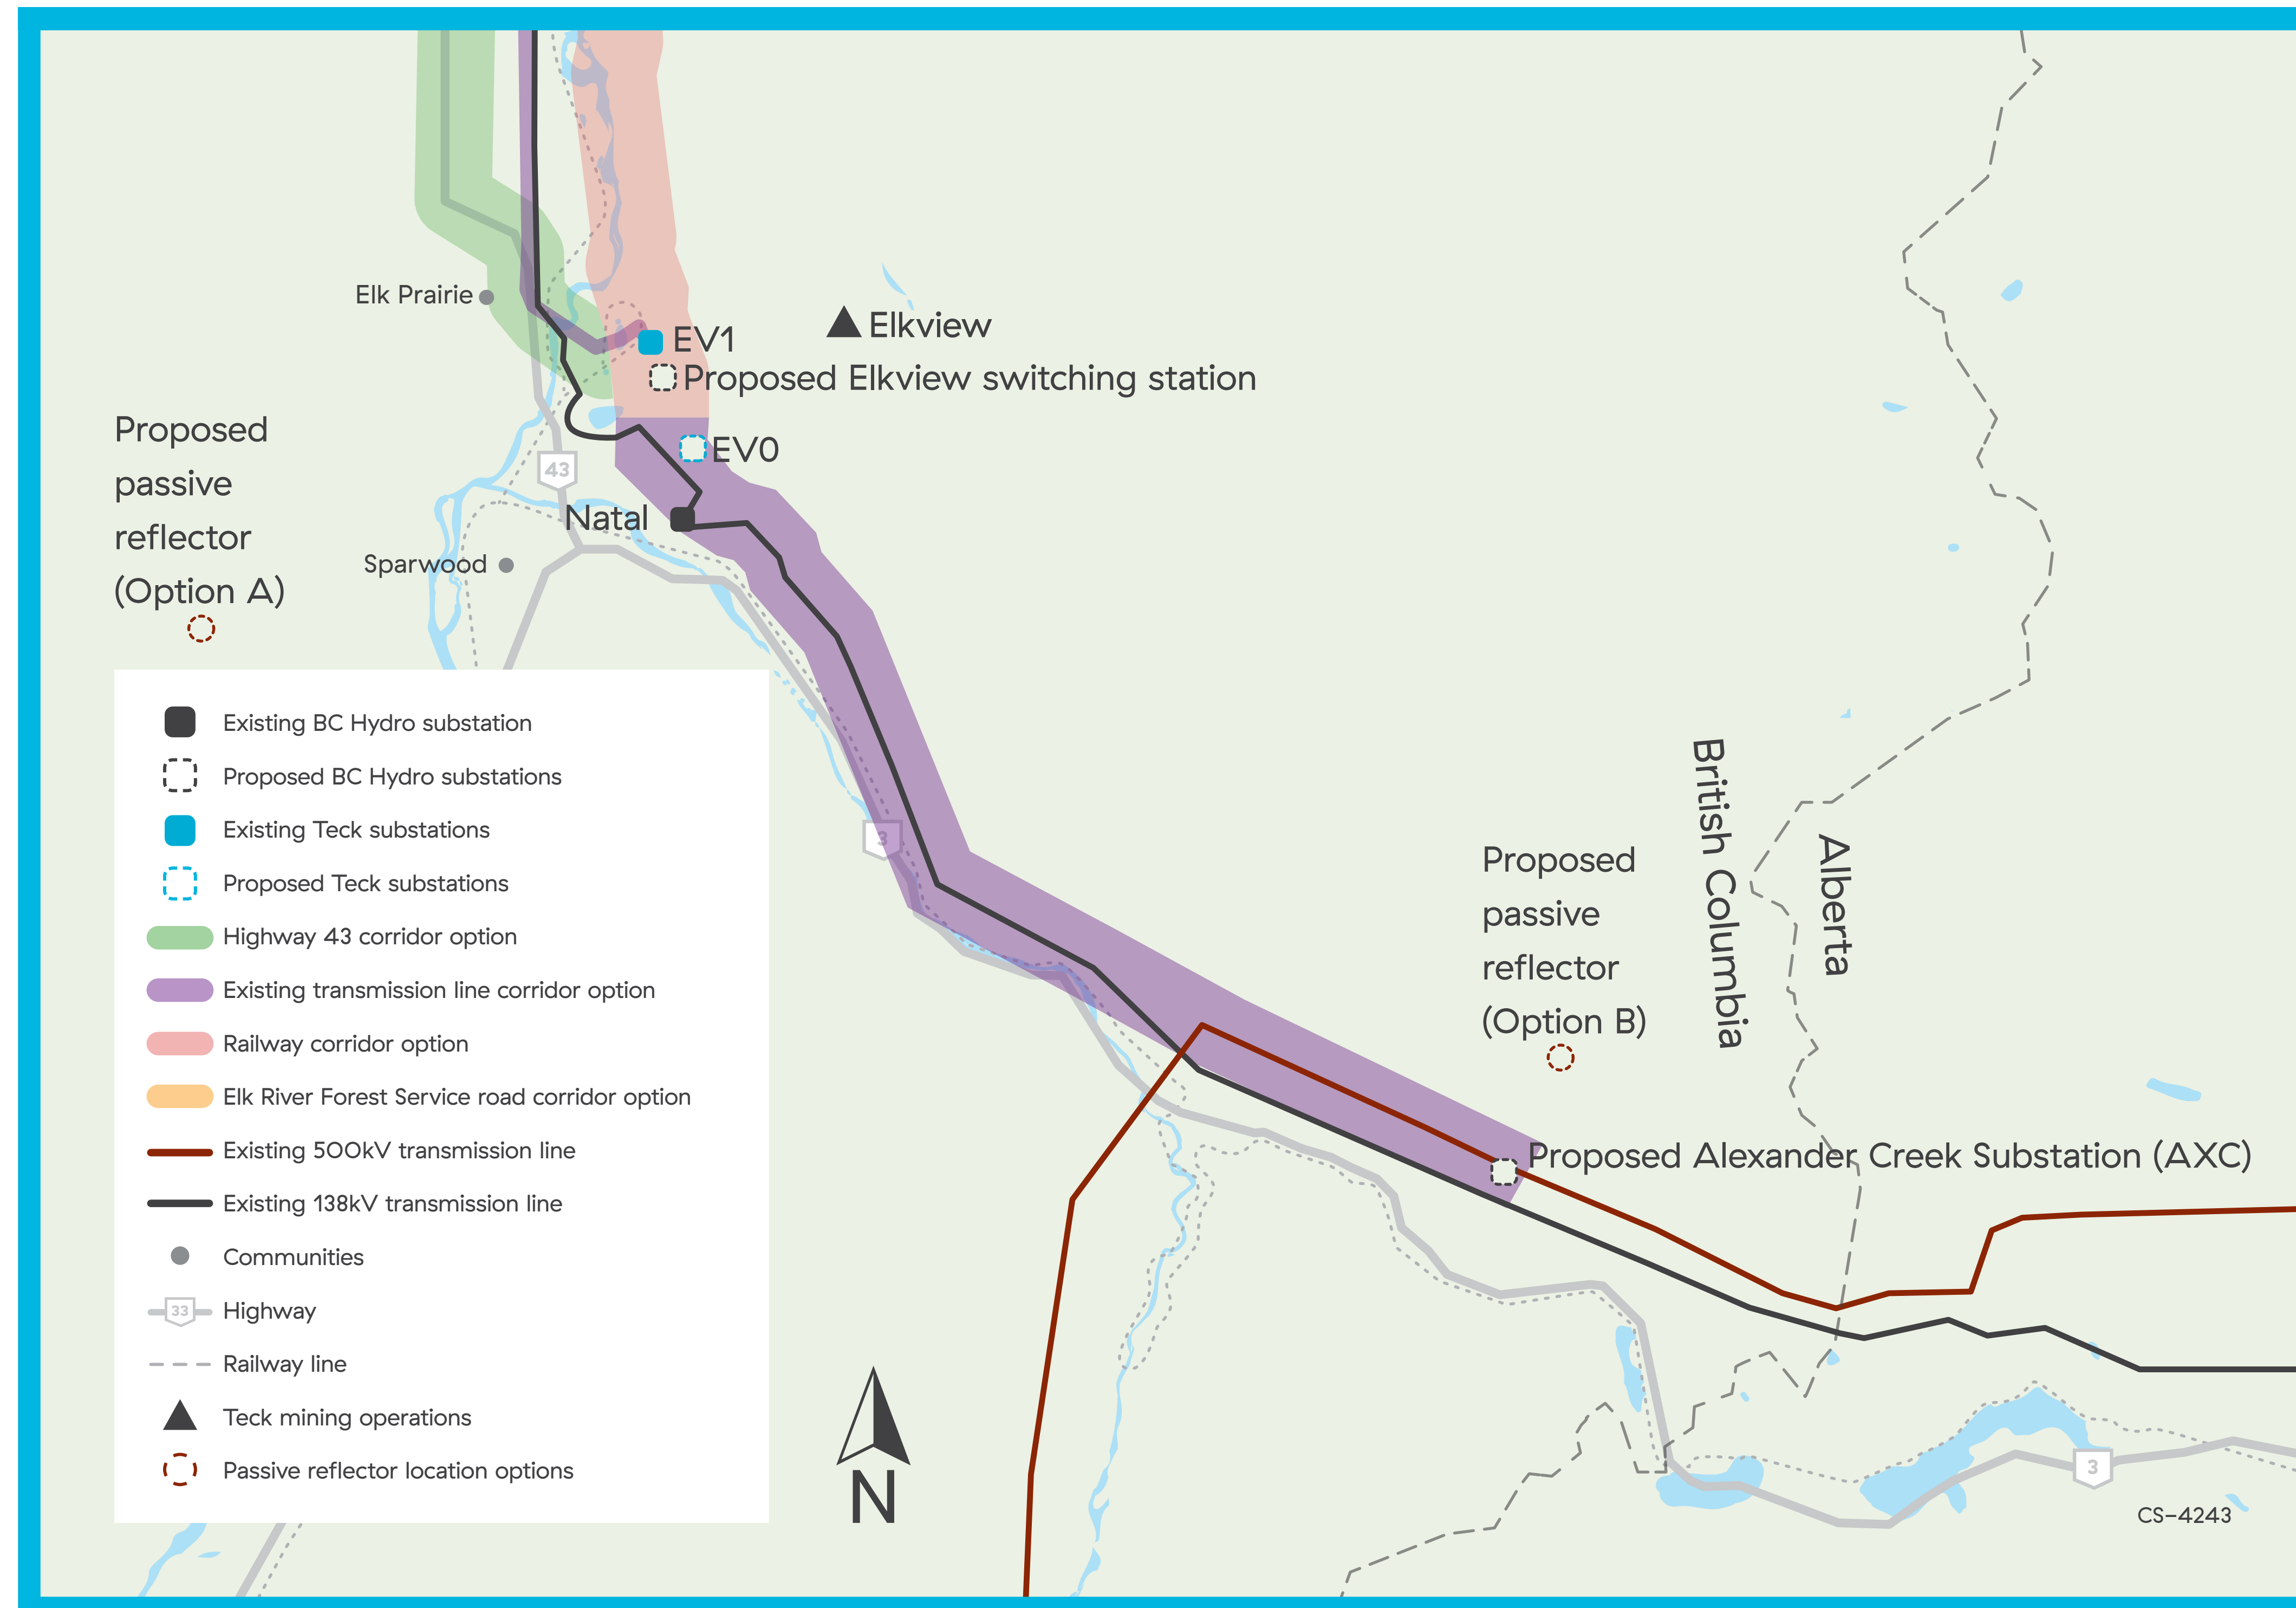 Elk Prairie
EV1
Elkview
Proposed Elkview switching station
Proposed
passive
reflector
(Option A)
43
EV0
Natal
Sparwood
Existing BC Hydro substation
Proposed BC Hydro substations
Existing Teck substations
Proposed Teck substations
Highway 43 corridor option
Existing transmission line corridor option
Railway corridor option
Elk River Forest Service road corridor option
Existing 500kV transmission line
Existing 138kV transmission line
Communities
33
Highway
Railway line
Teck mining operations
Passive reflector location options
3
Proposed
passive
reflector
(Option B)
British Columbia
Alberta
Proposed Alexander Creek Substation (AXC)
N
3
CS-4243